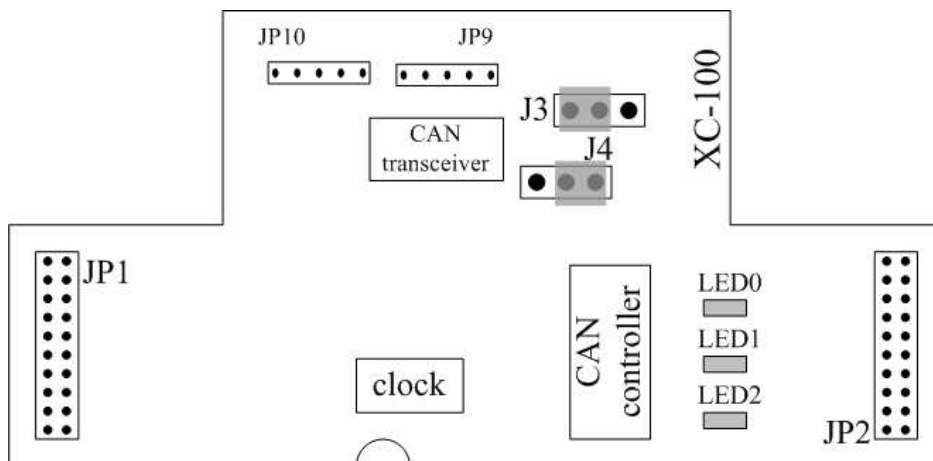 JP10
JP9
XC-100
J3
CAN
transceiver
J4
JP1
LED0
CAN
controller
LED1
clock
LED2
JP2